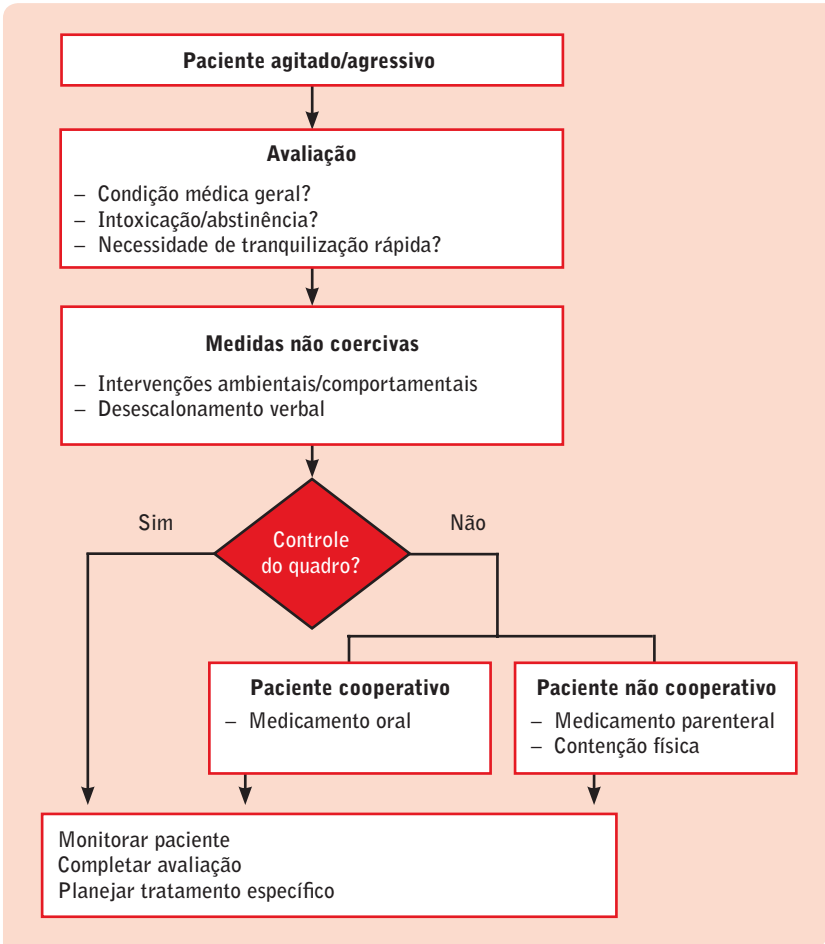 Paciente agitado/agressivo
Avaliação
– Condição médica geral?
– Intoxicação/abstinência?
– Necessidade de tranquilização rápida?
Medidas não coercivas
– Intervenções ambientais/comportamentais
– Desescalonamento verbal
Sim
Não
Controle
do quadro?
Paciente cooperativo
– Medicamento oral
Paciente não cooperativo
– Medicamento parenteral
– Contenção física
Monitorar paciente
Completar avaliação
Planejar tratamento específico